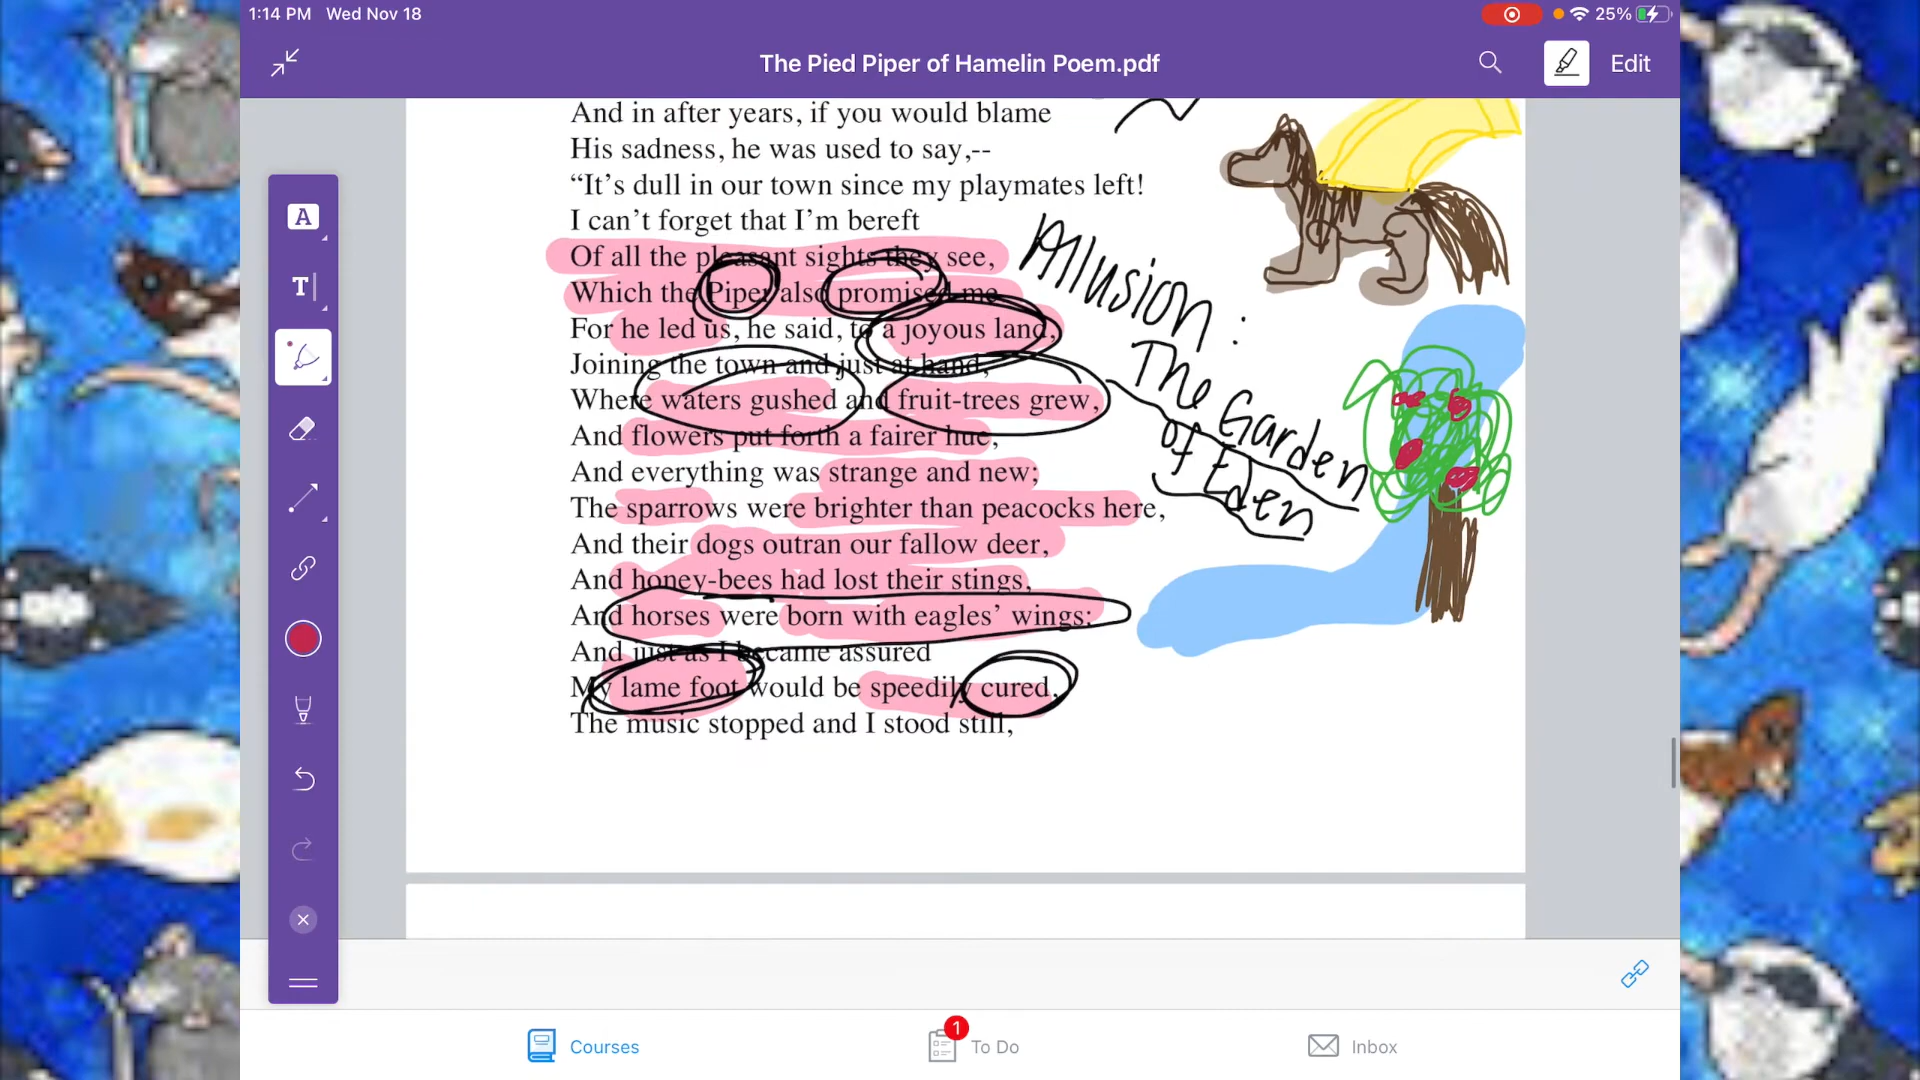 1:14 PM Wed Nov 18
25%
The Pied Piper of Hamelin Poem.pdf
Edit
And in after years, if you would blame
His sadness, he was used to say,--
“It’s dull in our town since my playmates left!
I can’t forget that I’m bereft
Of all the pleasant sights they see,
Which the Piper also promised me
For he led us, he said, to a joyous land,
Joining the town and just at hand,
Where waters gushed and fruit-trees grew,
And flowers put forth a fairer hue,
And everything was strange and new;
The sparrows were brighter than peacocks here,
And their dogs outran our fallow deer,
And honey-bees had lost their stings,
And horses were born with eagles’ wings:
And just as I became assured
My lame foot would be speedily cured,
The music stopped and I stood still,
Allusion:
The Garden
of Eden
A
T
Courses
1
To Do
Inbox